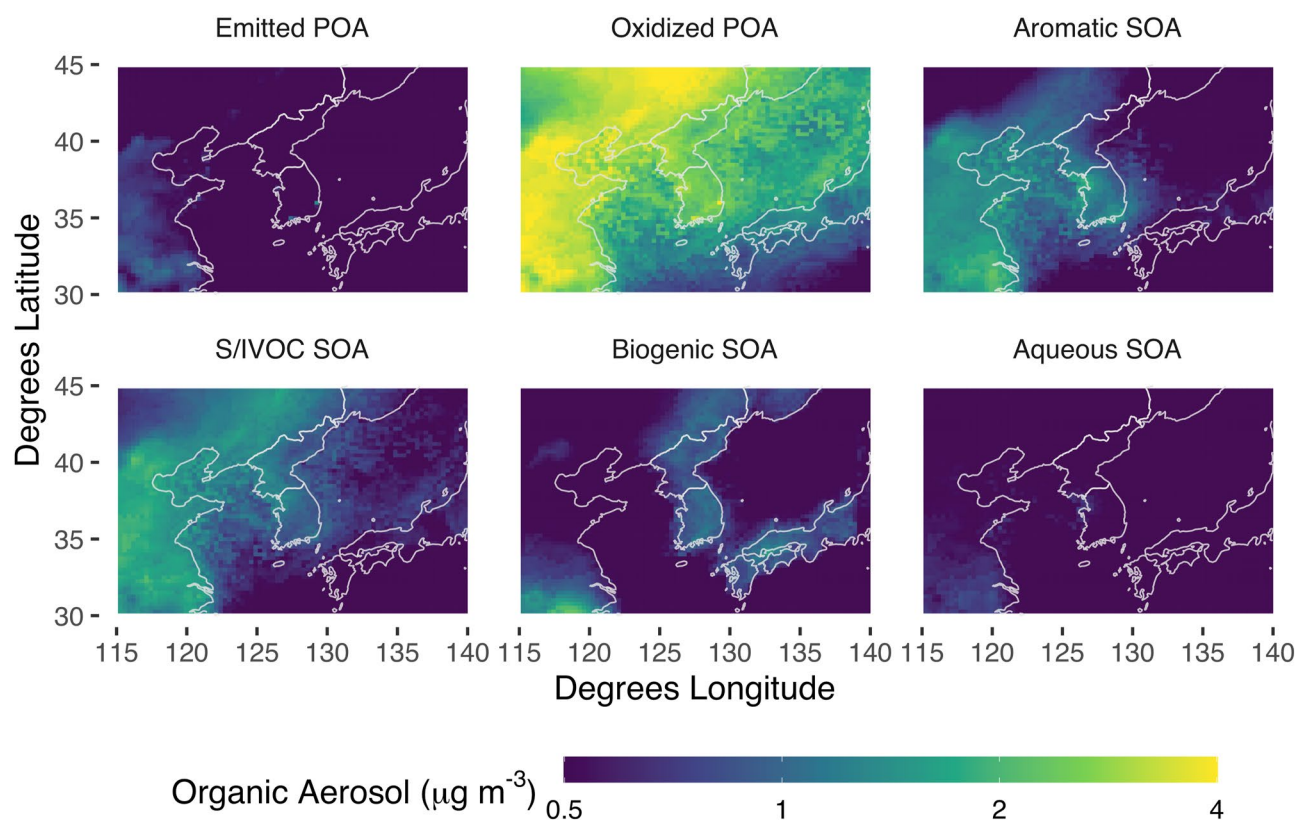 Emitted POA Oxidized POA Aromatic SOA
45
40
35
30
S/IVOC SOA Biogenic SOA Aqueous SOA
45
40
35
30
115 120 125 130 135 140 115 120 125 130 135 140 115 120 125 130 135 140
Degrees Latitude
Degrees Longitude
Organic Aerosol (μg m⁻³)
0.5 1 2 4